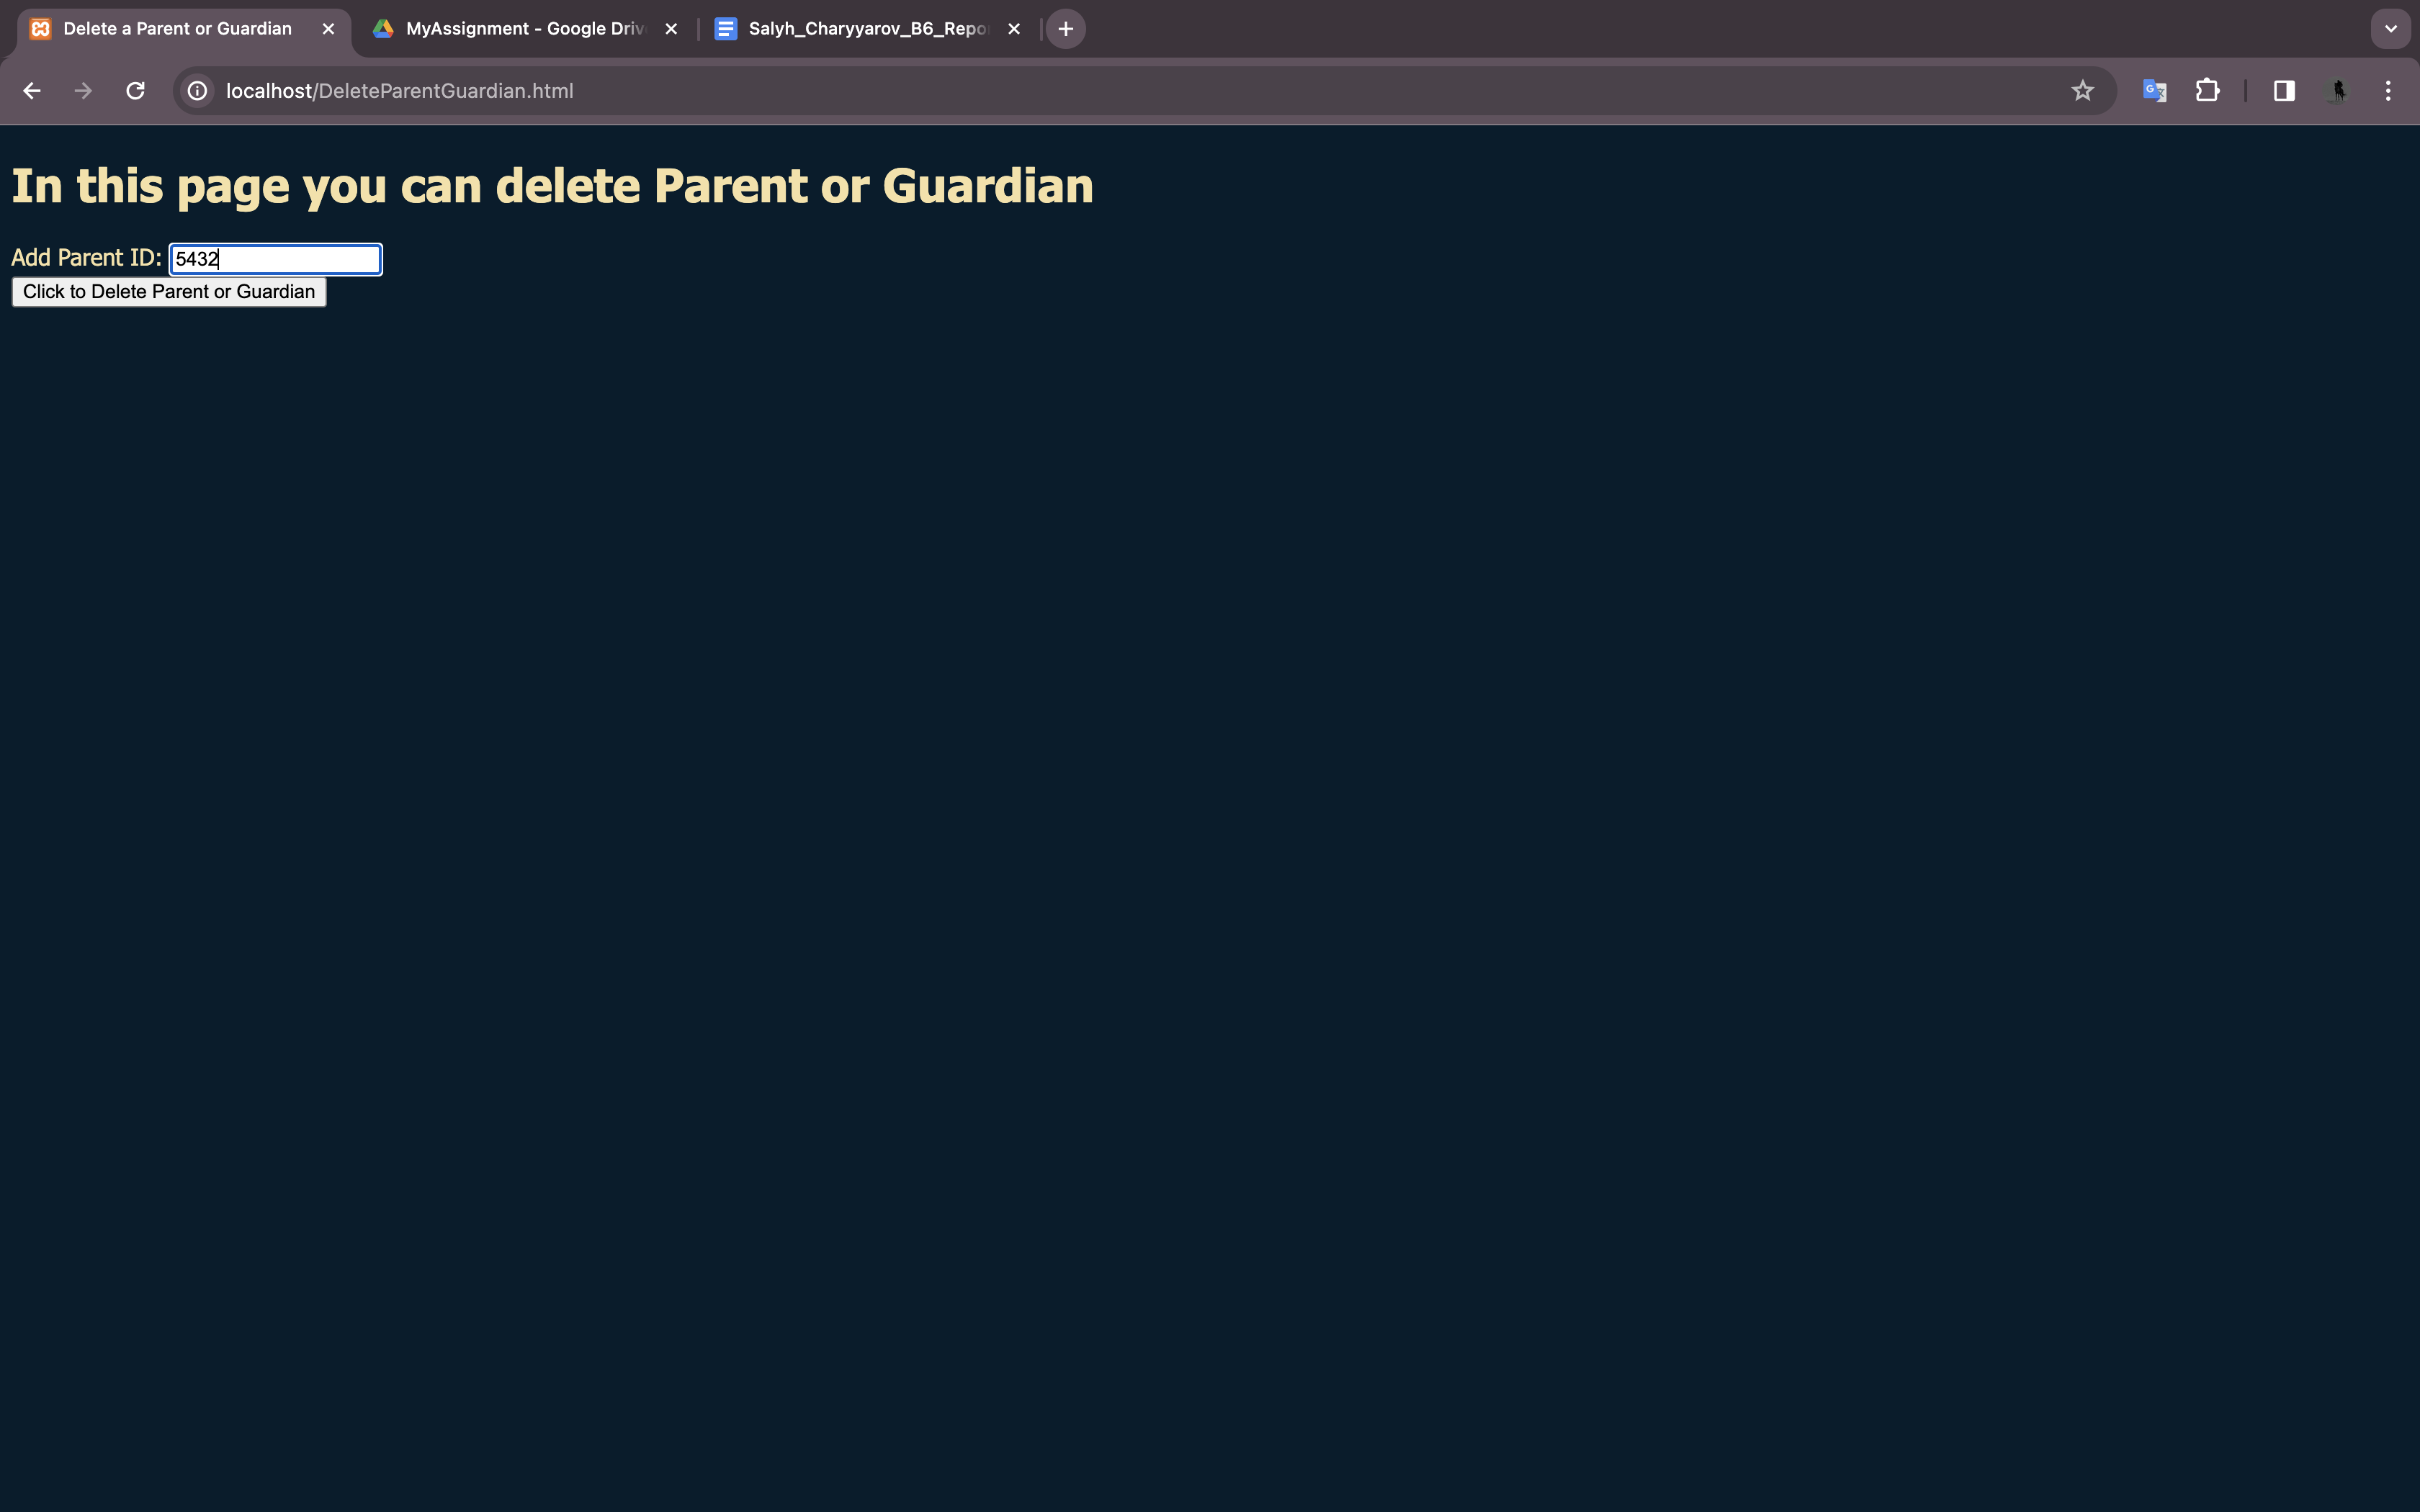 Delete a Parent or Guardian
MyAssignment - Google Driv
Salyh_Charyyarov_B6_Repo
localhost/DeleteParentGuardian.html
In this page you can delete Parent or Guardian
Add Parent ID: 5432
Click to Delete Parent or Guardian